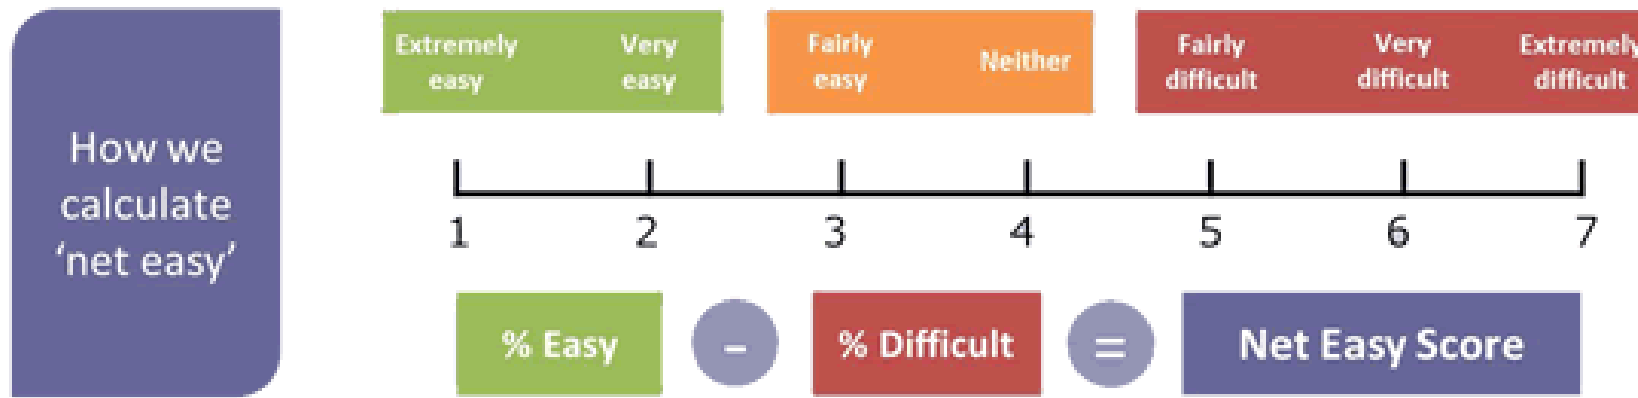 How we
calculate
‘net easy’
Extremely
easy
Very
easy
Fairly
easy
Neither
Fairly
difficult
Very
difficult
Extremely
difficult
1 2 3 4 5 6 7
% Easy - % Difficult = Net Easy Score